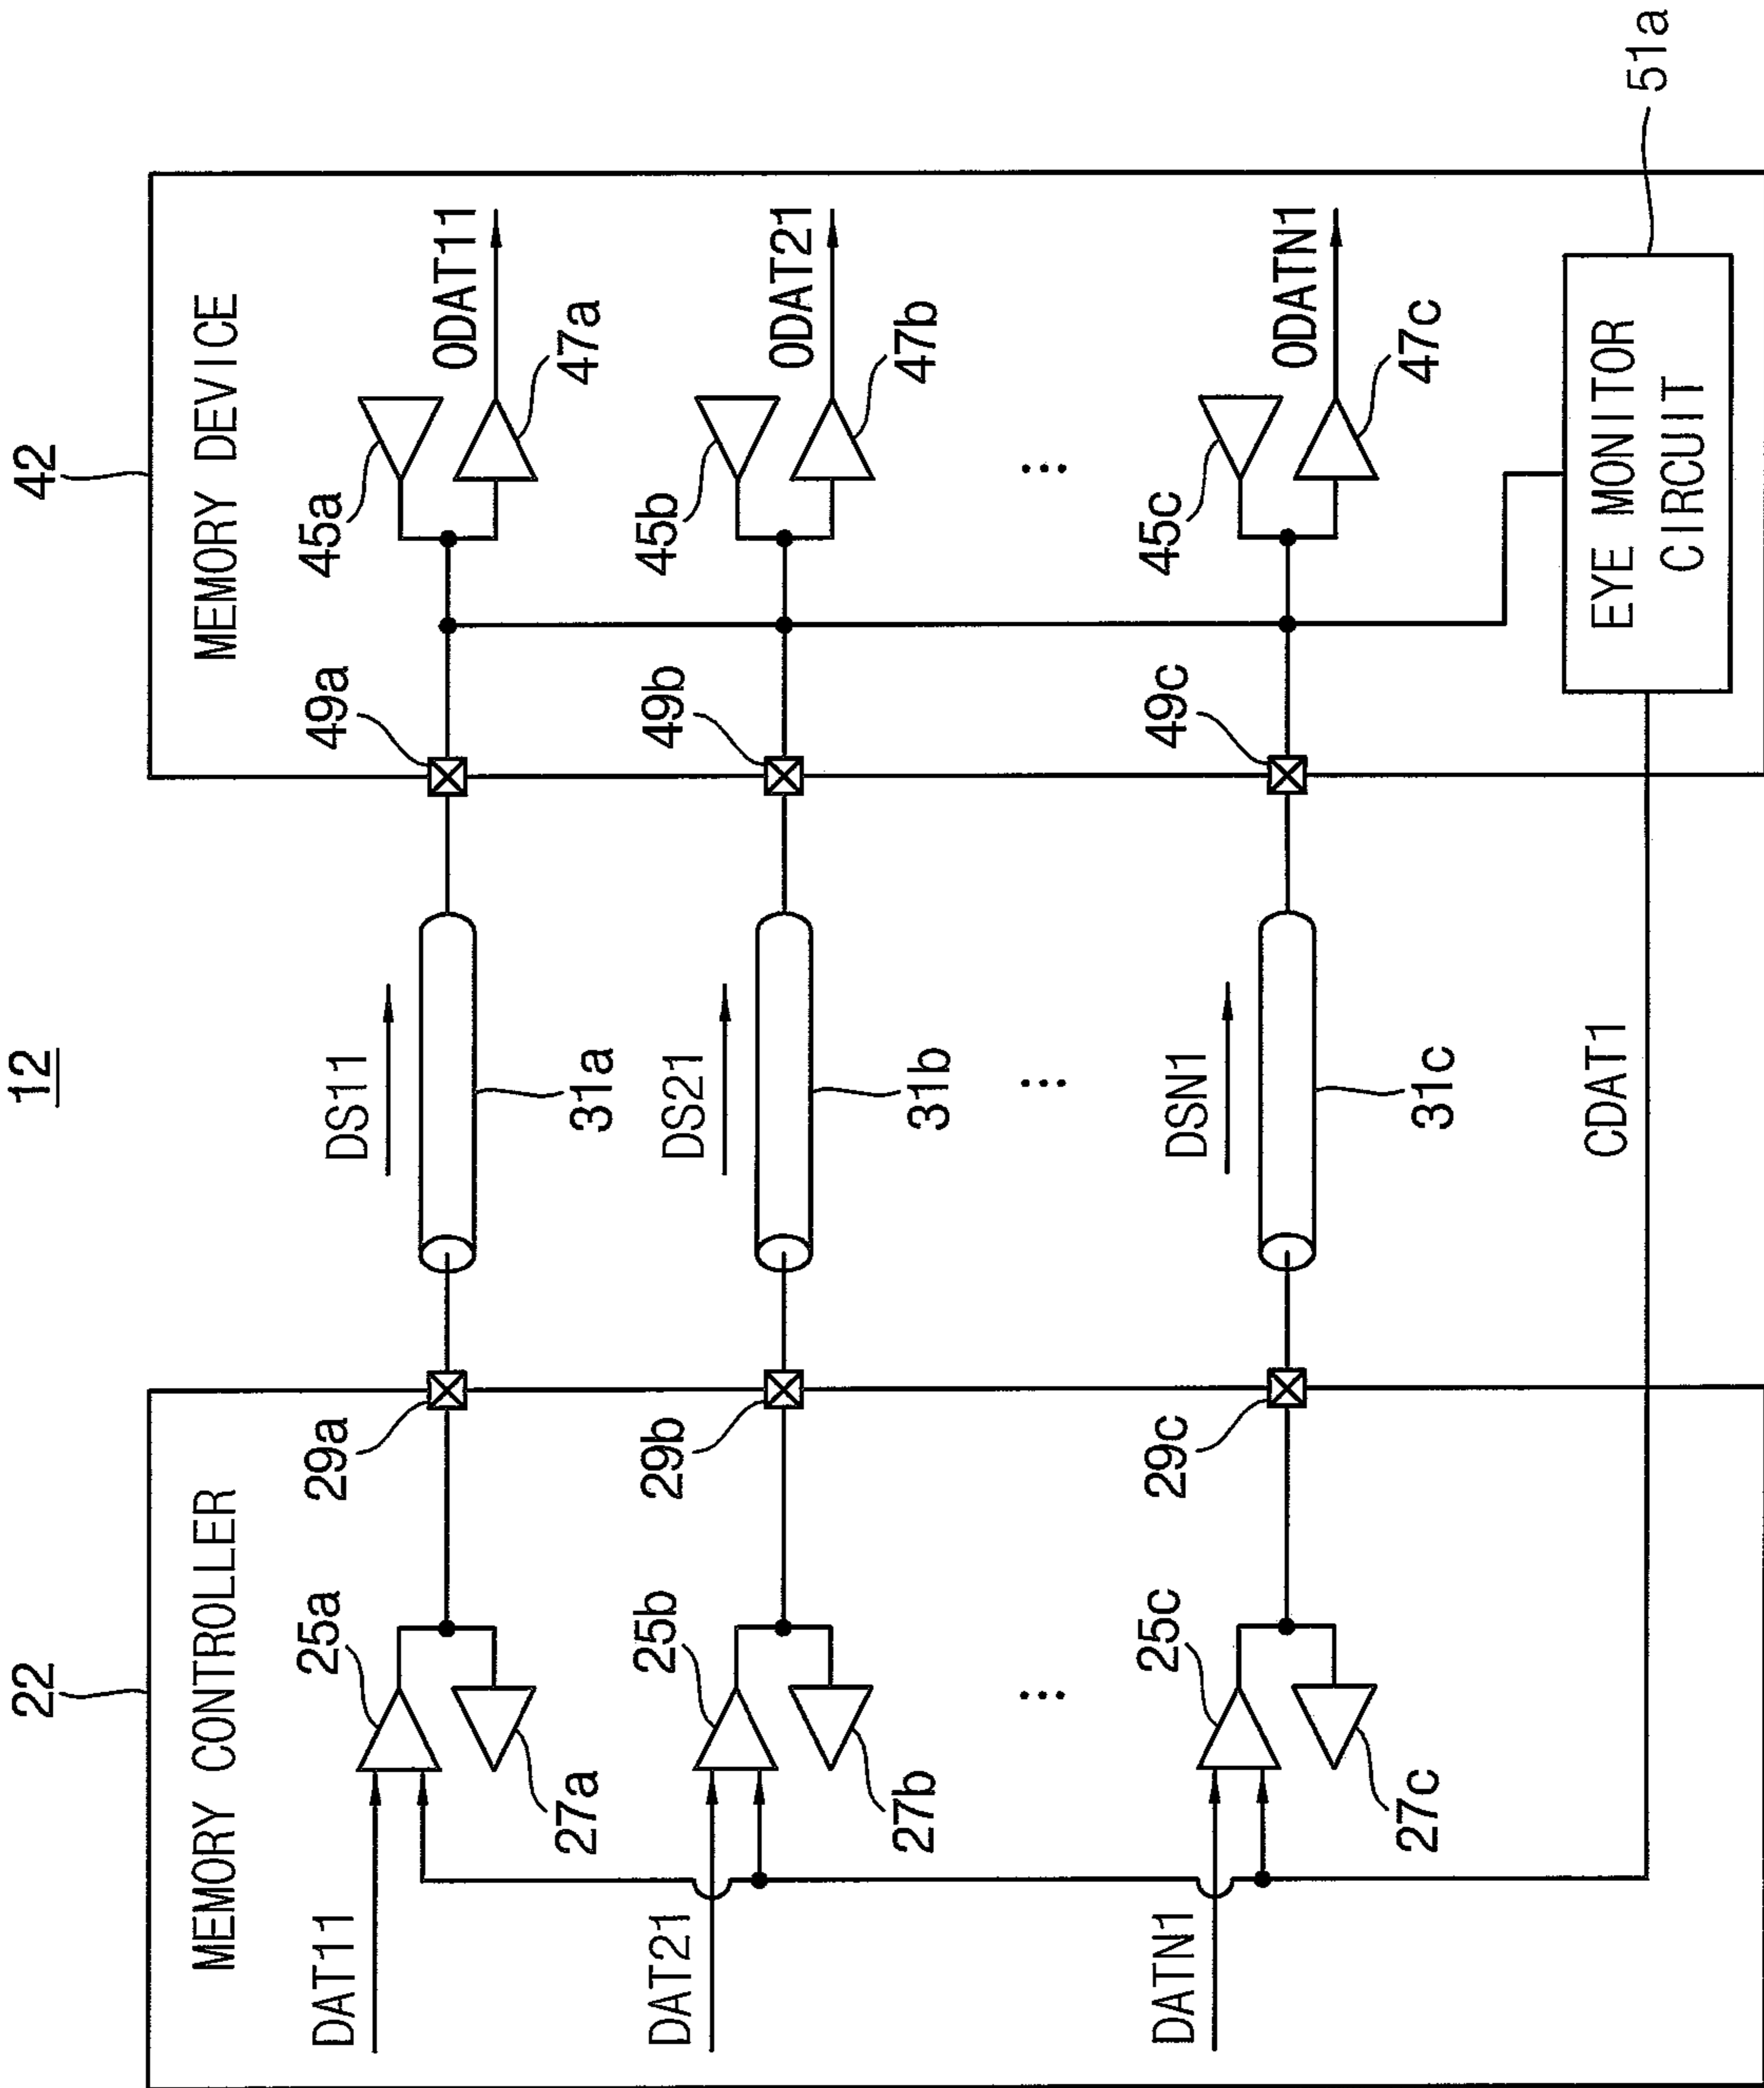 12
22
42
MEMORY CONTROLLER
MEMORY DEVICE
DAT11
25a
27a
29a
DS11
31a
49a
45a
47a
ODAT11
DAT21
25b
27b
29b
DS21
31b
49b
45b
47b
ODAT21
...
...
...
DATN1
25c
27c
29c
DSN1
31c
49c
45c
47c
ODATN1
CDAT1
EYE MONITOR
CIRCUIT
51a